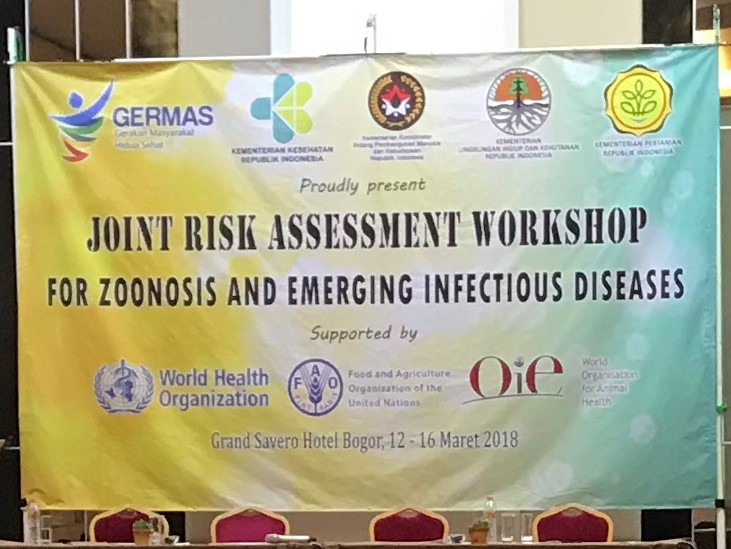 GERMAS
Gerakan Masyarakat
Hidup Sehat
KEMENTERIAN KESEHATAN
REPUBLIK INDONESIA
Kementerian Koordinator
Bidang Pembangunan Manusia
dan Kebudayaan
Republik Indonesia
KEMENTERIAN
LINGKUNGAN HIDUP DAN KEHUTANAN
REPUBLIK INDONESIA
KEMENTERIAN PERTANIAN
REPUBLIK INDONESIA
Proudly present
JOINT RISK ASSESSMENT WORKSHOP
FOR ZOONOSIS AND EMERGING INFECTIOUS DISEASES
Supported by
World Health
Organization
FAO
FIAT PANIS
Food and Agriculture
Organization of the
United Nations
Oie
World
Organisation
for Animal
Health
Grand Savero Hotel Bogor, 12 - 16 Maret 2018